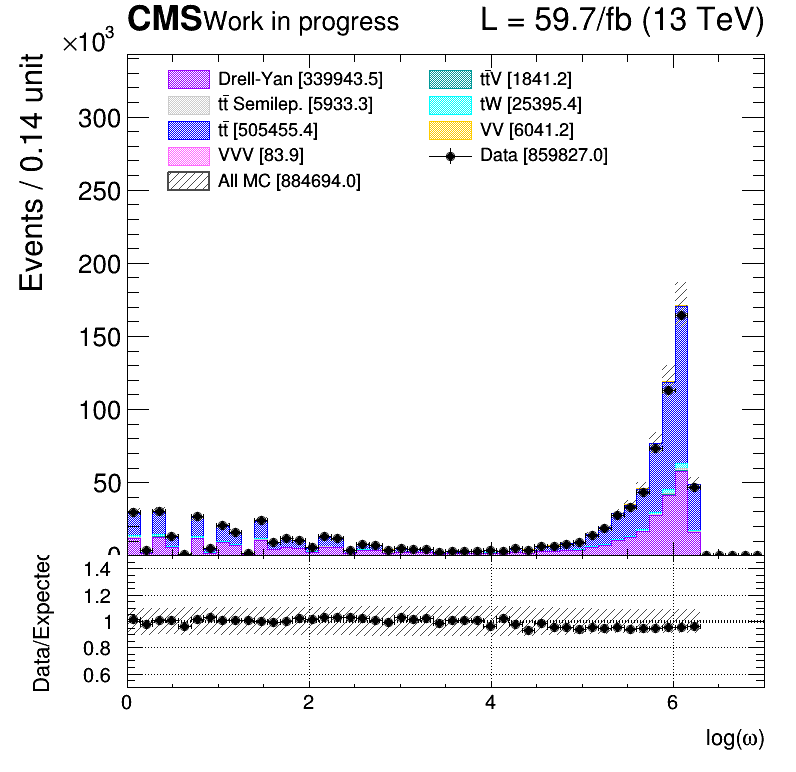 CMS Work in progress L = 59.7/fb (13 TeV)
×10³
Events / 0.14 unit
300
250
200
150
100
50
0
Drell-Yan [339943.5]
tt̄ Semilep. [5933.3]
tt̄ [505455.4]
VVV [83.9]
All MC [884694.0]
tt̄V [1841.2]
tW [25395.4]
VV [6041.2]
Data [859827.0]
Data/Expected
1.4
1.2
1
0.8
0.6
0 2 4 6
log(ω)